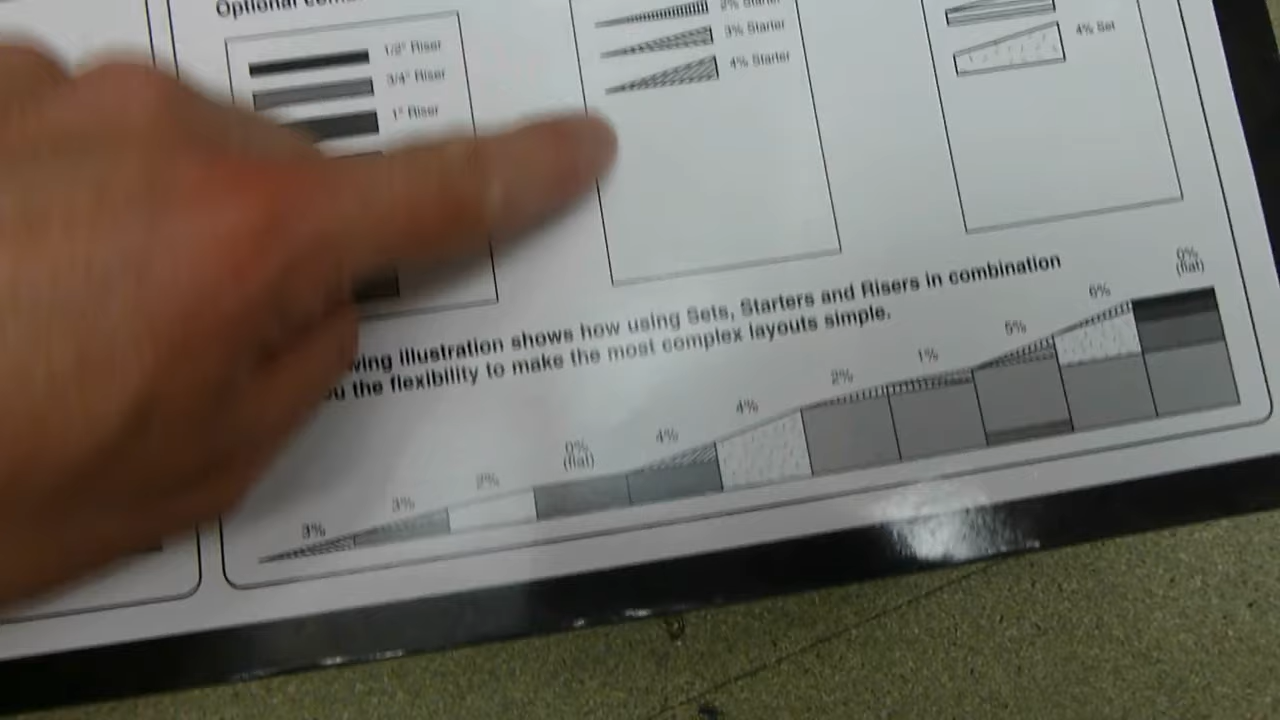 Optional
1/2" Riser
3/4" Riser
1" Riser
2% Starter
3% Starter
4% Starter
4% Set
illustration shows how using Sets, Starters and Risers in combination
the flexibility to make the most complex layouts simple.
3%
3%
2%
0%
(flat)
4%
4%
2%
1%
5%
6%
0%
(flat)